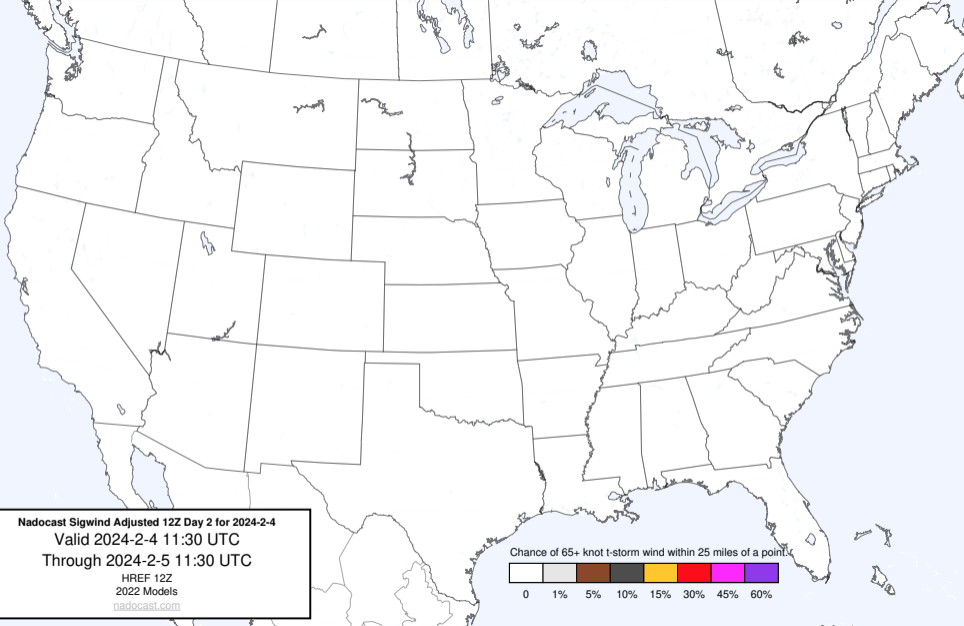 Nadocast Sigwind Adjusted 12Z Day 2 for 2024-2-4
Valid 2024-2-4 11:30 UTC
Through 2024-2-5 11:30 UTC
HREF 12Z
2022 Models
nadocast.com
Chance of 65+ knot t-storm wind within 25 miles of a point.
0 1% 5% 10% 15% 30% 45% 60%